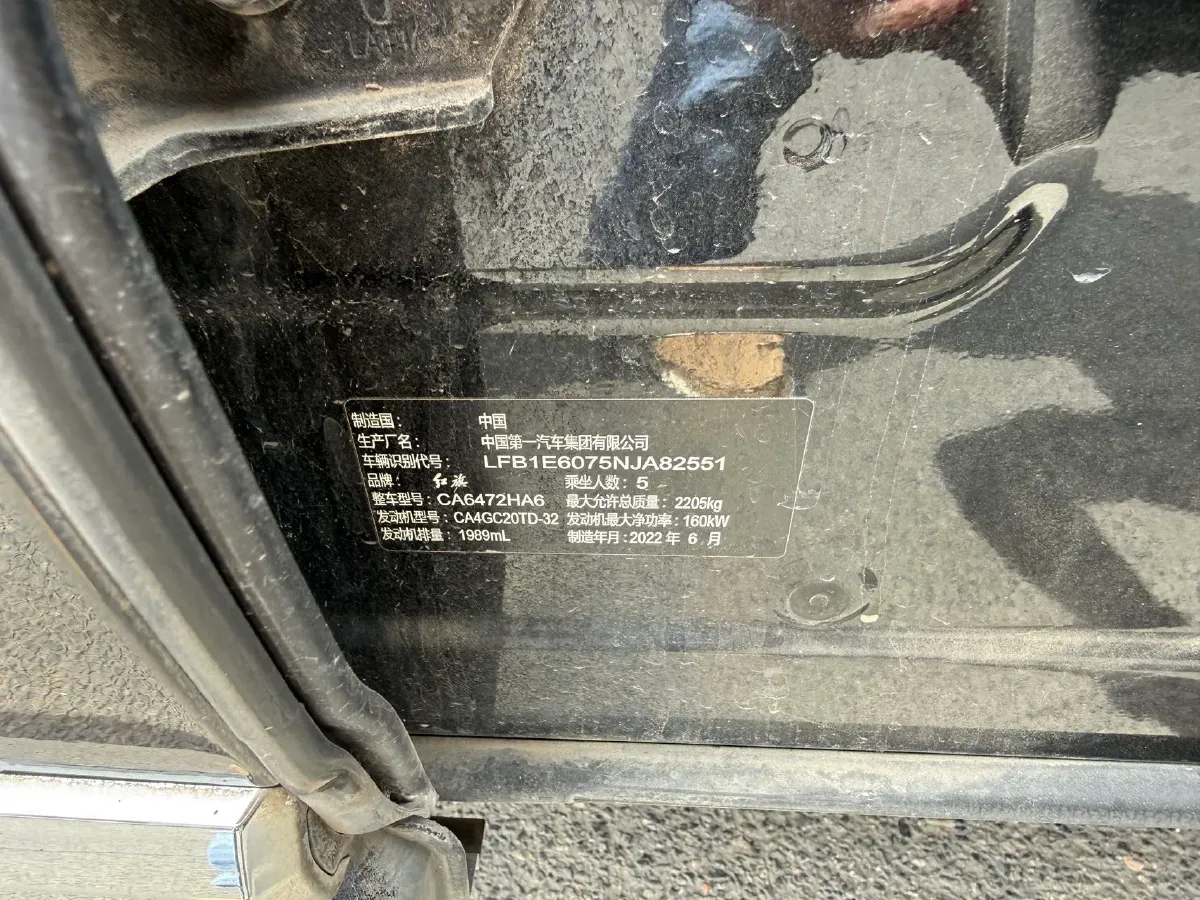 制造国： 中国
生产厂名： 中国第一汽车集团有限公司
车辆识别代号： LFB1E6075NJA82551
品牌： 红旗 乘坐人数：5
整车型号：CA6472HA6 最大允许总质量：2205kg
发动机型号：CA4GC20TD-32 发动机最大净功率：160kW
发动机排量：1989mL 制造年月：2022年 6 月